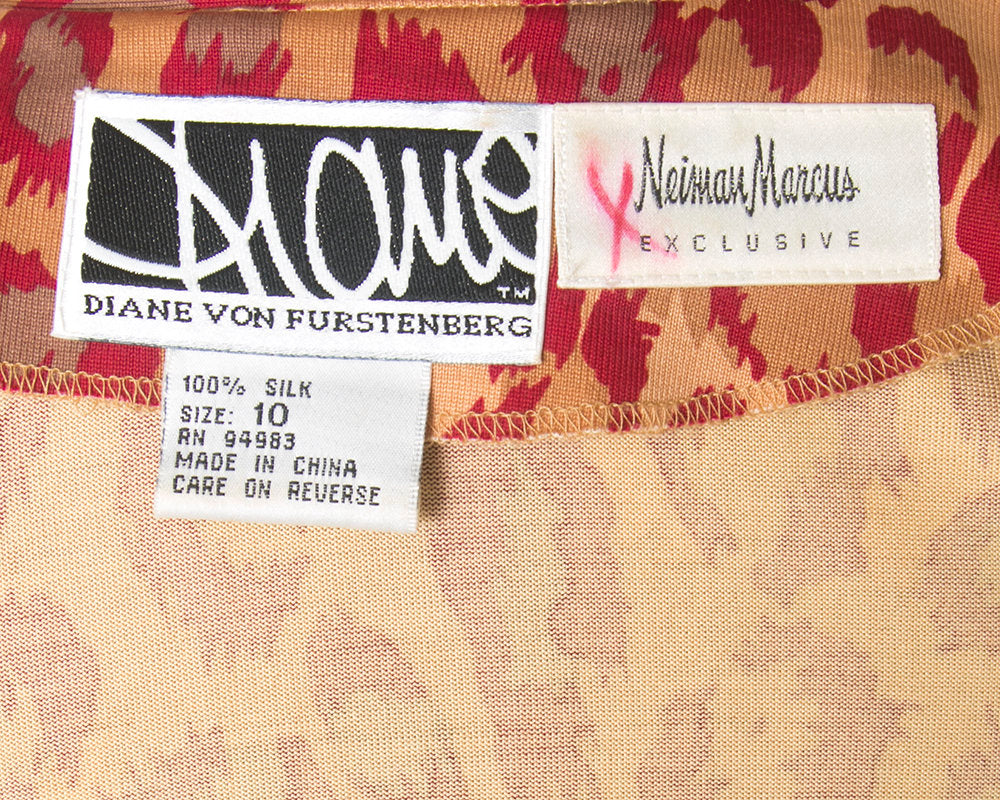 Diane
TM
DIANE VON FURSTENBERG
X Neiman Marcus
EXCLUSIVE
100% SILK
SIZE: 10
RN 94983
MADE IN CHINA
CARE ON REVERSE